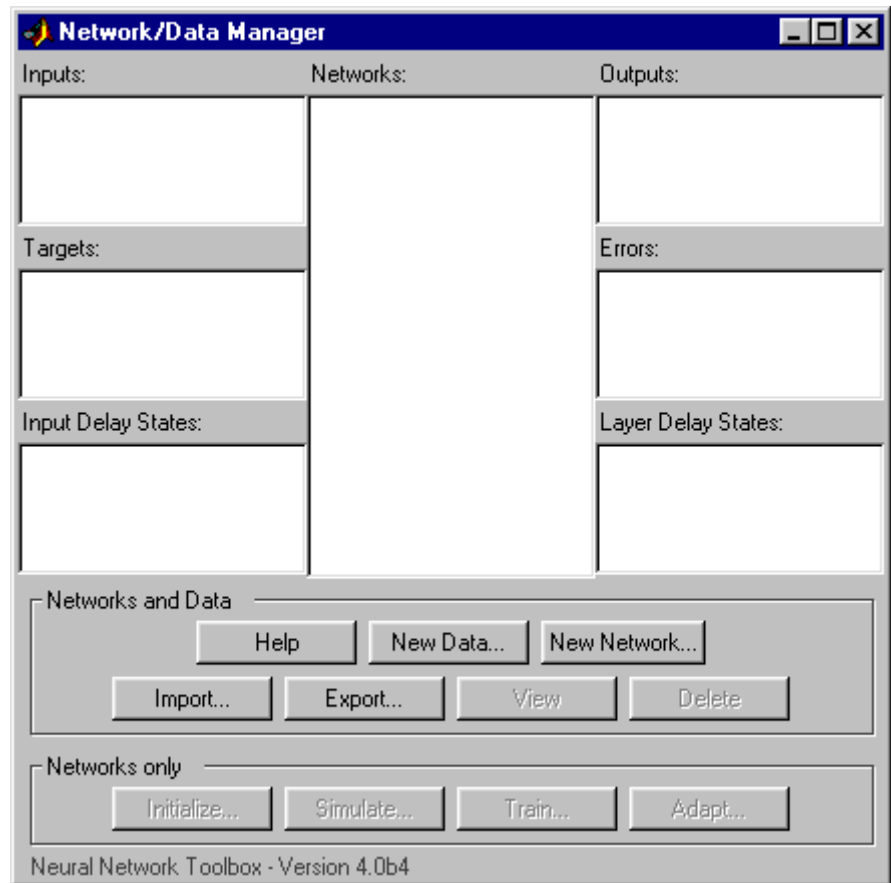 Network/Data Manager
Inputs: Networks: Outputs:
Targets: Errors:
Input Delay States: Layer Delay States:
Networks and Data
Help New Data... New Network...
Import... Export... View Delete
Networks only
Initialize... Simulate... Train... Adapt...
Neural Network Toolbox - Version 4.0b4